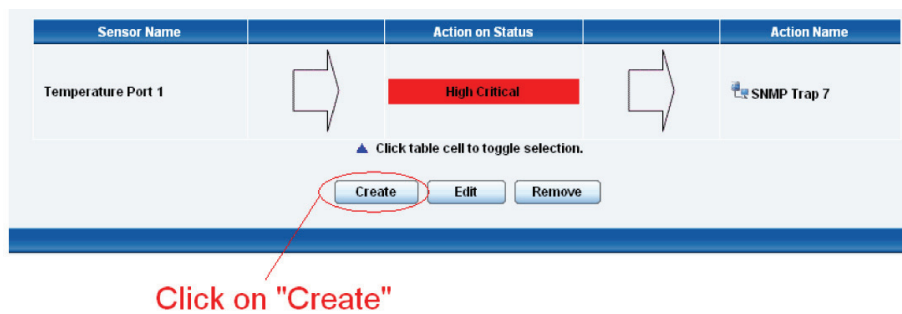 Sensor Name Action on Status Action Name
Temperature Port 1 High Critical SNMP Trap 7
Click table cell to toggle selection.
Create Edit Remove
Click on "Create"